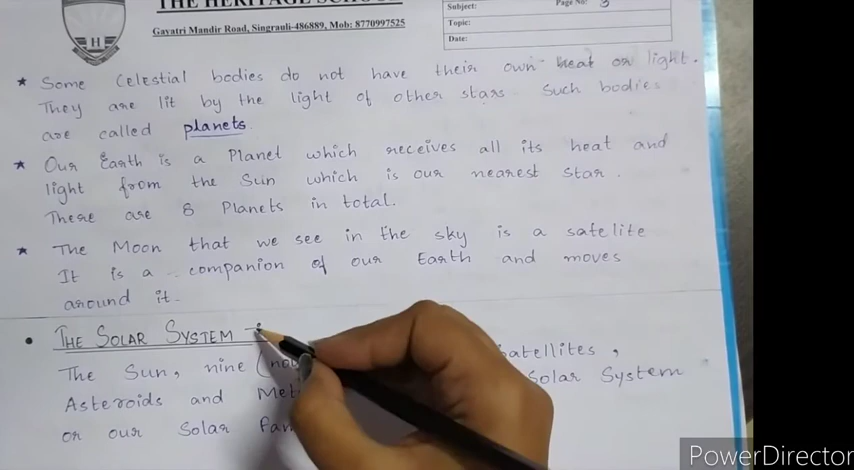 THE HERITAGE SCHOOL
Gayatri Mandir Road, Singrauli-486889, Mob: 8770997525
Subject:
Page No: 3
Topic:
Date:
H
* Some Celestial bodies do not have their own heat or light.
They are lit by the light of other stars. Such bodies
are called planets.
* Our Earth is a Planet which receives all its heat and
light from the Sun which is our nearest star.
There are 8 Planets in total.
* The Moon that we see in the sky is a satelite
It is a companion of our Earth and moves
around it.
• THE SOLAR SYSTEM
The Sun, nine Satellites,
Asteroids and Solar System
or our Solar
PowerDirector